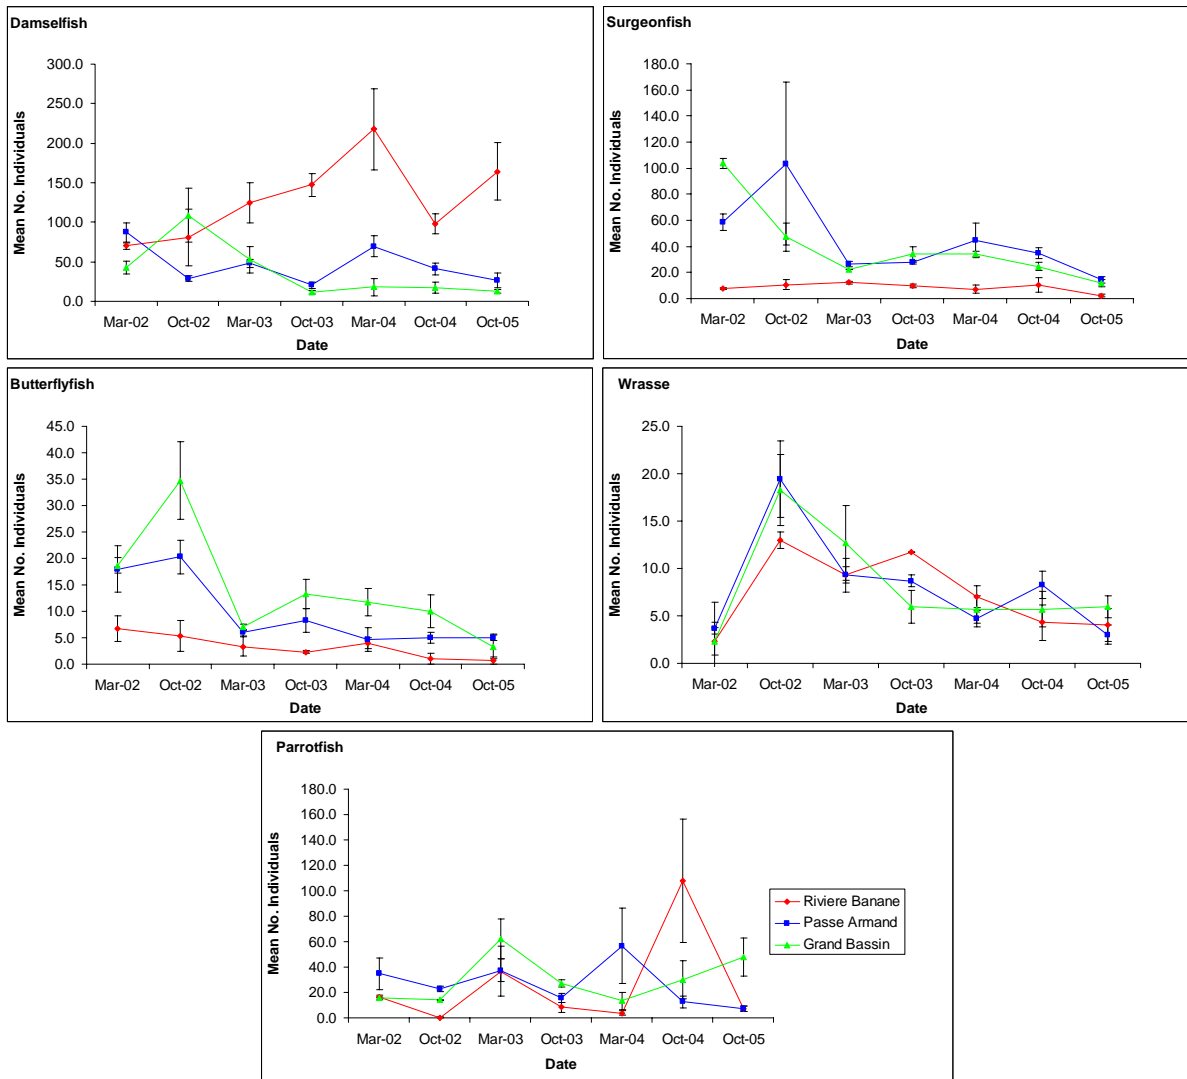 Damselfish
Mean No. Individuals
300.0
250.0
200.0
150.0
100.0
50.0
0.0
Mar-02 Oct-02 Mar-03 Oct-03 Mar-04 Oct-04 Oct-05
Date
Surgeonfish
Mean No. Individuals
180.0
160.0
140.0
120.0
100.0
80.0
60.0
40.0
20.0
0.0
Mar-02 Oct-02 Mar-03 Oct-03 Mar-04 Oct-04 Oct-05
Date
Butterflyfish
Mean No. Individuals
45.0
40.0
35.0
30.0
25.0
20.0
15.0
10.0
5.0
0.0
Mar-02 Oct-02 Mar-03 Oct-03 Mar-04 Oct-04 Oct-05
Date
Wrasse
Mean No. Individuals
25.0
20.0
15.0
10.0
5.0
0.0
Mar-02 Oct-02 Mar-03 Oct-03 Mar-04 Oct-04 Oct-05
Date
Parrotfish
Mean No. Individuals
180.0
160.0
140.0
120.0
100.0
80.0
60.0
40.0
20.0
0.0
Mar-02 Oct-02 Mar-03 Oct-03 Mar-04 Oct-04 Oct-05
Date
Riviere Banane
Passe Armand
Grand Bassin